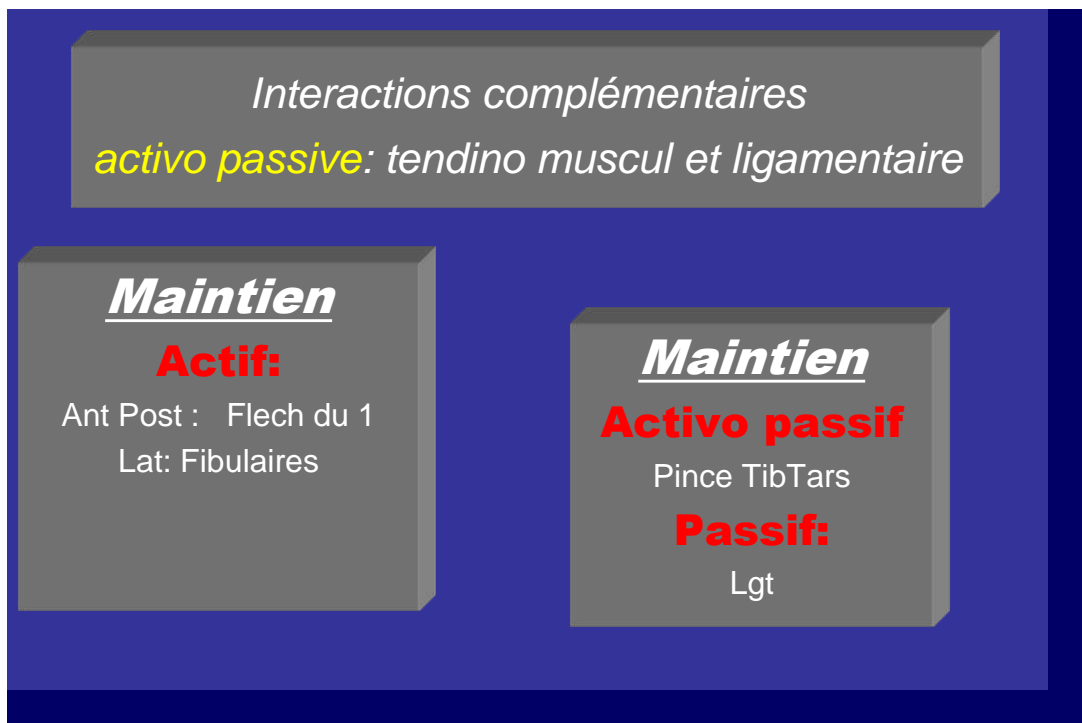 Interactions complémentaires
activo passive: tendino muscul et ligamentaire
Maintien
Actif:
Ant Post :   Flech du 1
Lat: Fibulaires
Maintien
Activo passif
Pince TibTars
Passif:
Lgt